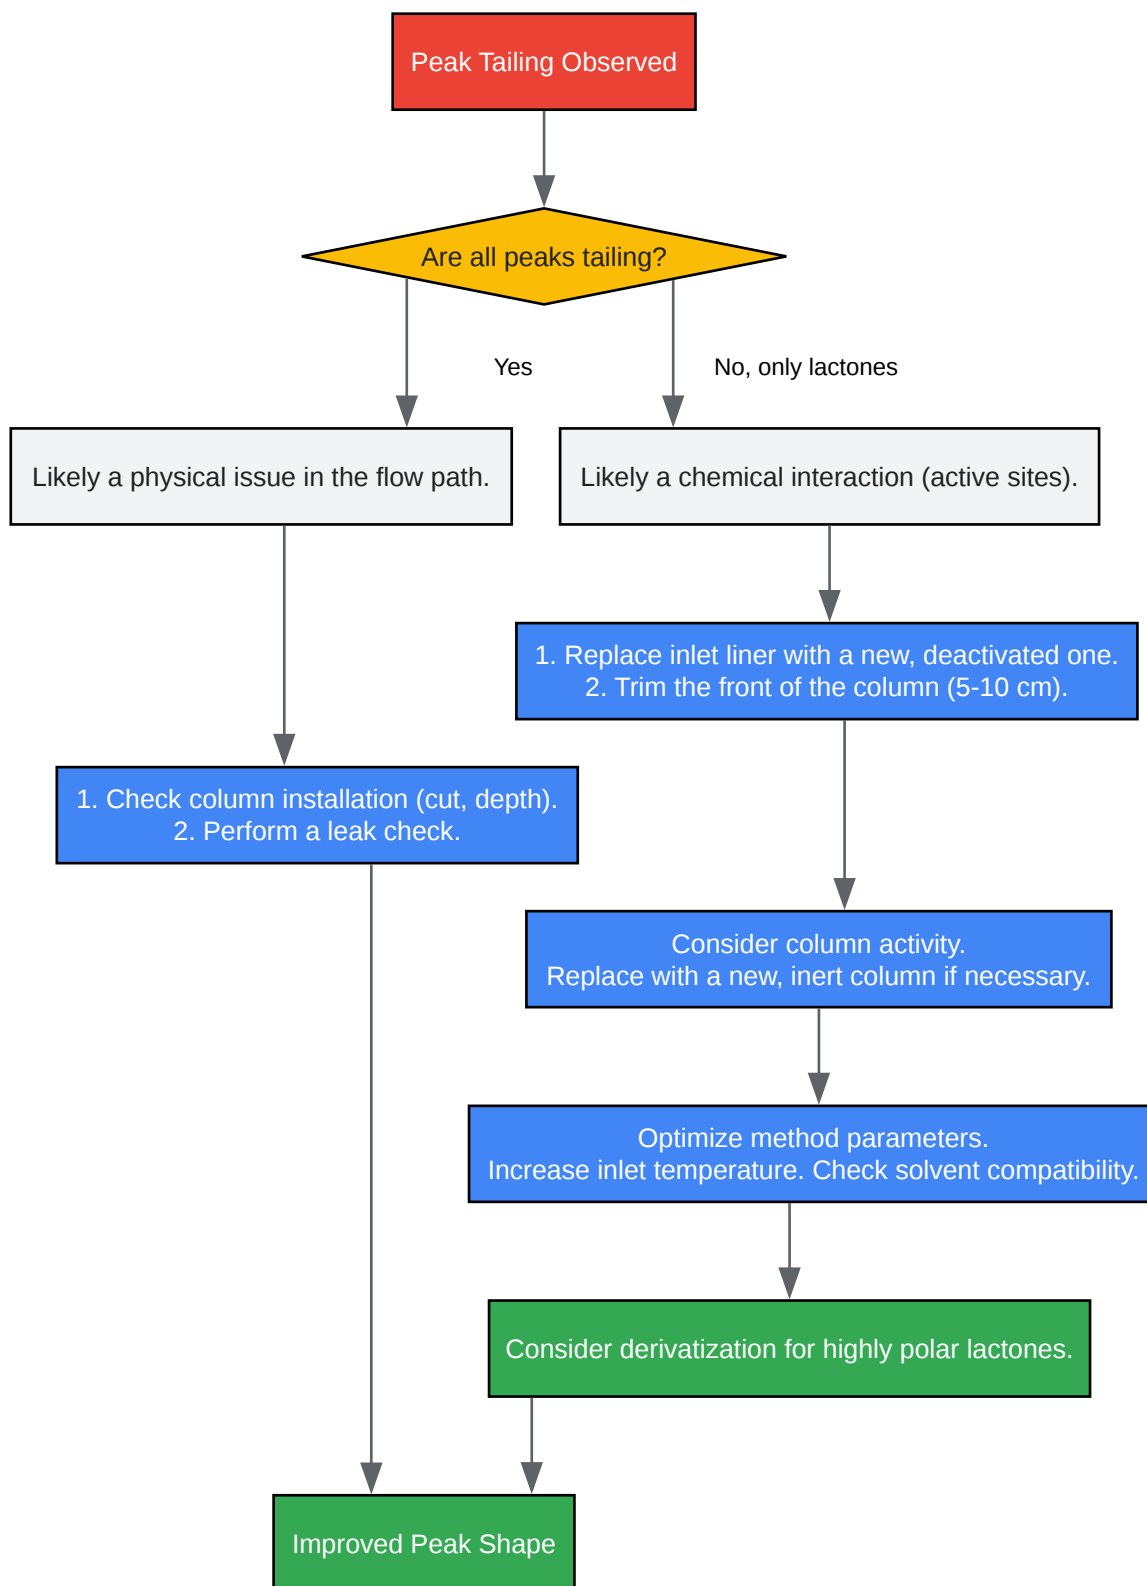 Peak Tailing Observed
Are all peaks tailing?
Yes
No, only lactones
Likely a physical issue in the flow path.
Likely a chemical interaction (active sites).
1. Replace inlet liner with a new, deactivated one.
2. Trim the front of the column (5-10 cm).
1. Check column installation (cut, depth).
2. Perform a leak check.
Consider column activity.
Replace with a new, inert column if necessary.
Optimize method parameters.
Increase inlet temperature. Check solvent compatibility.
Consider derivatization for highly polar lactones.
Improved Peak Shape